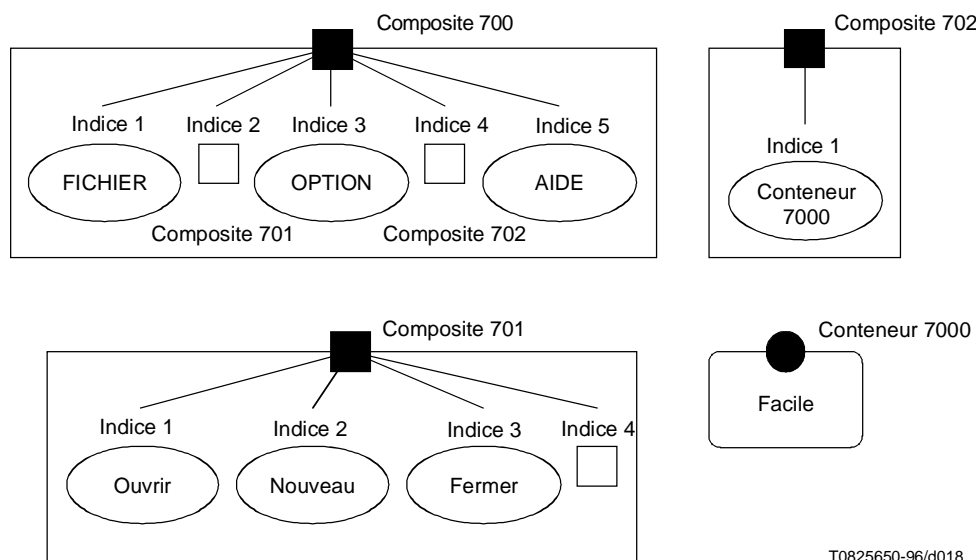 Composite 700
Composite 702
Indice 1 Indice 2 Indice 3 Indice 4 Indice 5
FICHIER OPTION AIDE
Composite 701 Composite 702
Indice 1
Conteneur
7000
Composite 701
Indice 1 Indice 2 Indice 3 Indice 4
Ouvrir Nouveau Fermer
Conteneur 7000
Facile
T0825650-96/d018